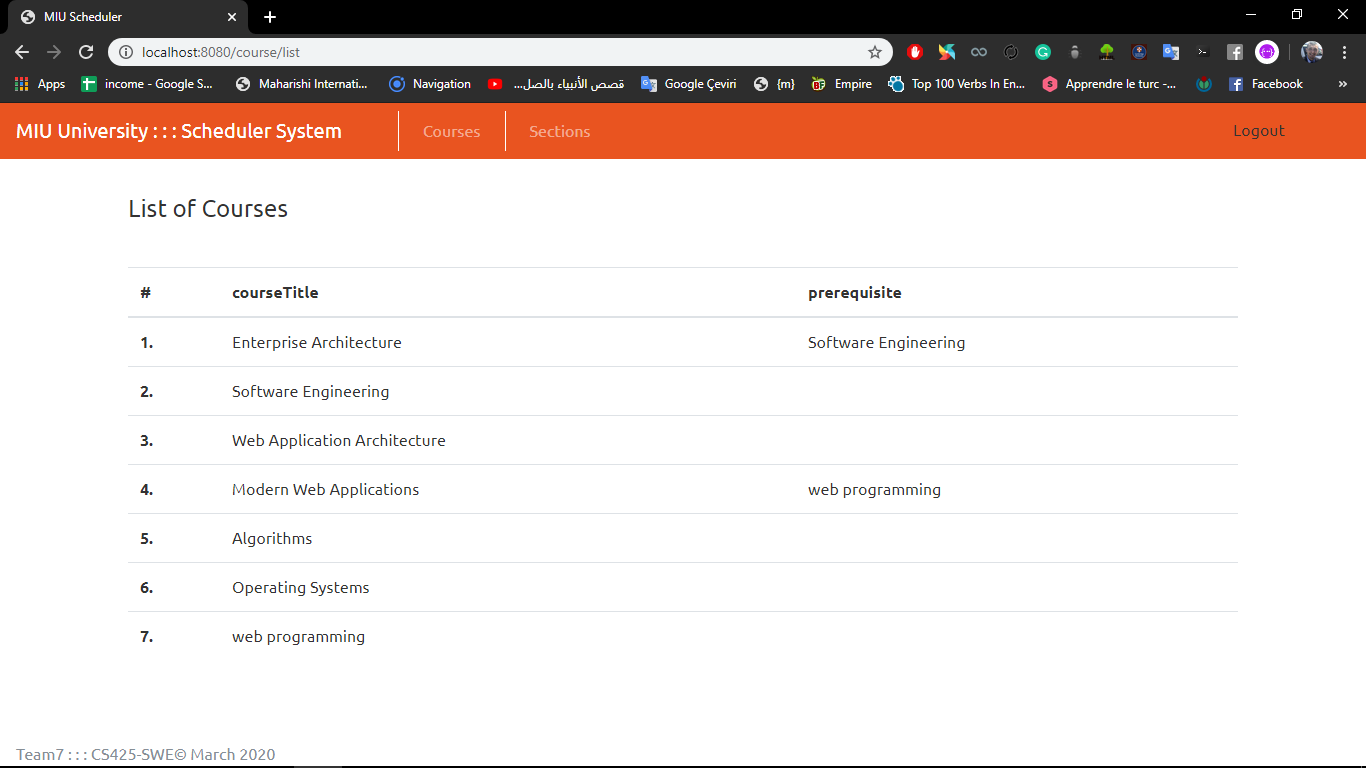 MIU Scheduler
localhost:8080/course/list
Apps income - Google S... Maharishi Internati... Navigation قصص الأنبياء بالصل... Google Çeviri {m} Empire Top 100 Verbs In En... Apprendre le turc -... Facebook »
MIU University : : : Scheduler System Courses Sections Logout
List of Courses
# courseTitle prerequisite
1. Enterprise Architecture Software Engineering
2. Software Engineering
3. Web Application Architecture
4. Modern Web Applications web programming
5. Algorithms
6. Operating Systems
7. web programming
Team7 : : : CS425-SWE© March 2020